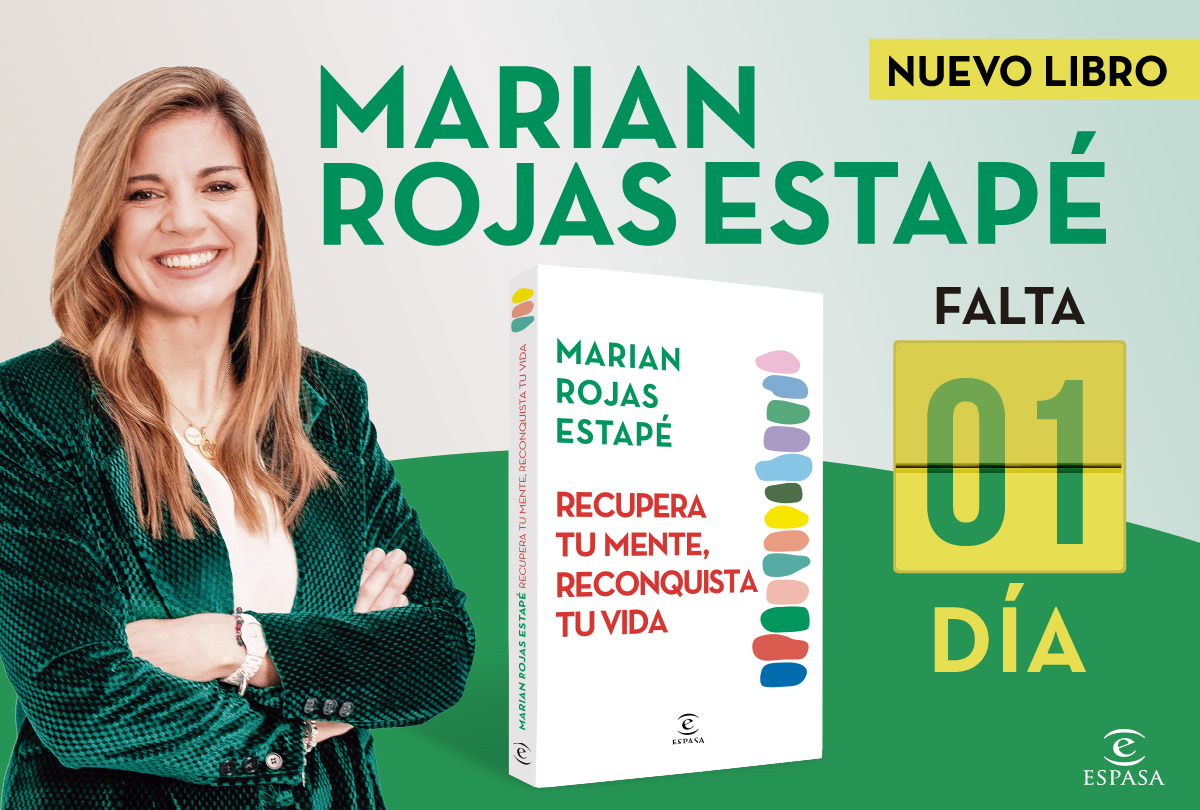 NUEVO LIBRO
MARIAN
ROJAS ESTAPÉ
FALTA
01
DÍA
MARIAN
ROJAS
ESTAPÉ
RECUPERA
TU MENTE,
RECONQUISTA
TU VIDA
e
ESPASA
MARIAN ROJAS ESTAPÉ RECUPERA TU MENTE, RECONQUISTA TU VIDA
e
e
ESPASA